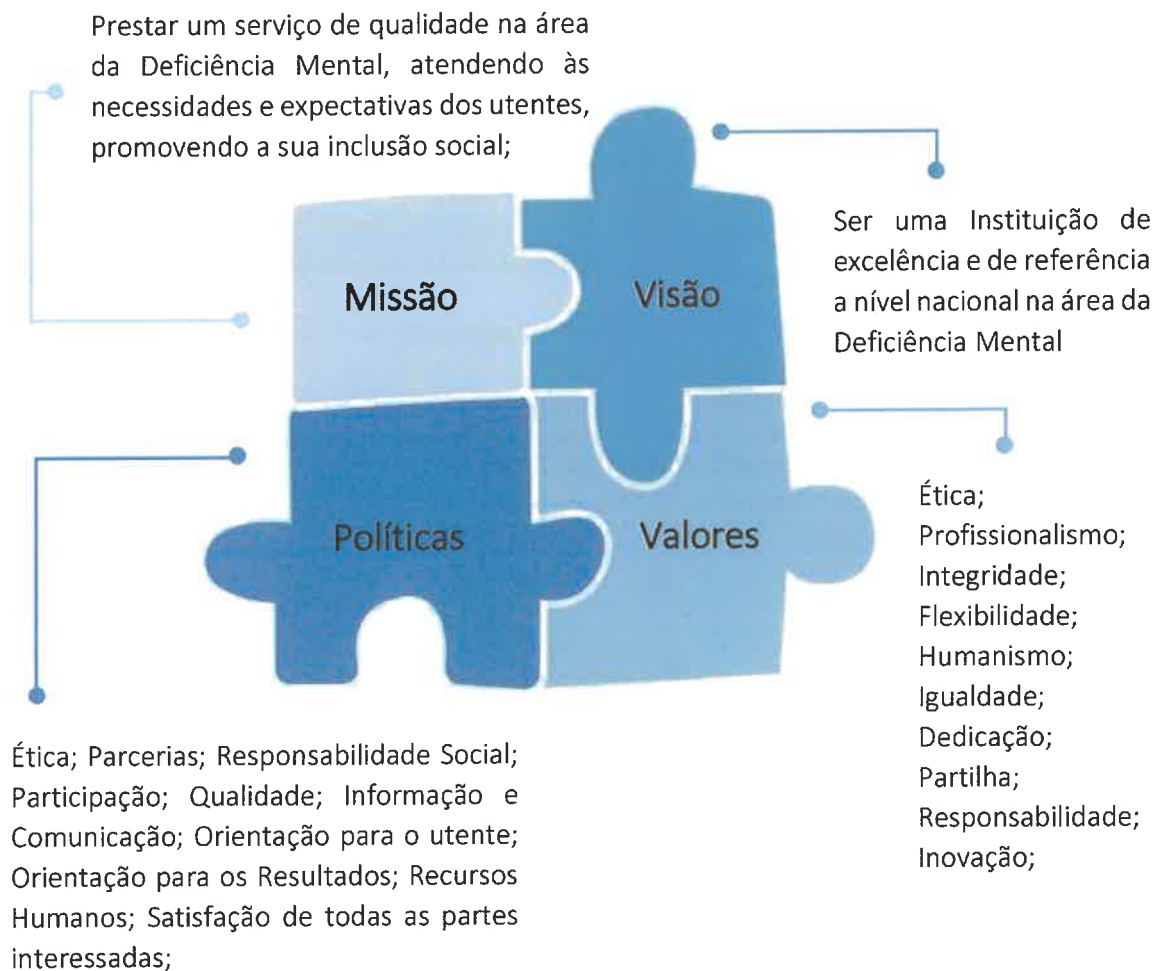 Prestar um serviço de qualidade na área
da Deficiência Mental, atendendo às
necessidades e expectativas dos utentes,
promovendo a sua inclusão social;
Missão
Visão
Ser uma Instituição de
excelência e de referência
a nível nacional na área da
Deficiência Mental
Políticas
Valores
Ética;
Profissionalismo;
Integridade;
Flexibilidade;
Humanismo;
Igualdade;
Dedicação;
Partilha;
Responsabilidade;
Inovação;
Ética; Parcerias; Responsabilidade Social;
Participação; Qualidade; Informação e
Comunicação; Orientação para o utente;
Orientação para os Resultados; Recursos
Humanos; Satisfação de todas as partes
interessadas;